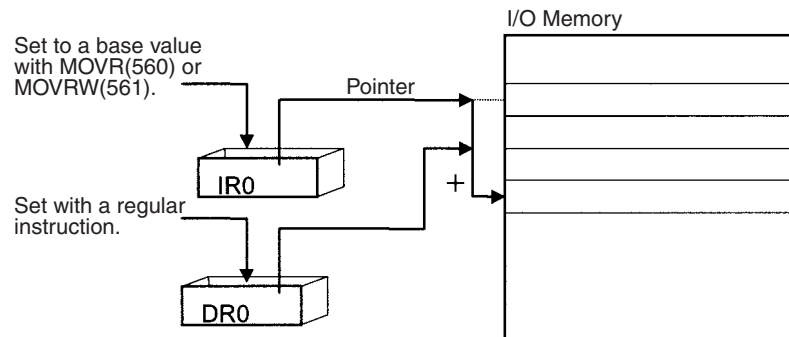 I/O Memory
Set to a base value
with MOVR(560) or
MOVRW(561).
Pointer
IR0
Set with a regular
instruction.
+
DR0